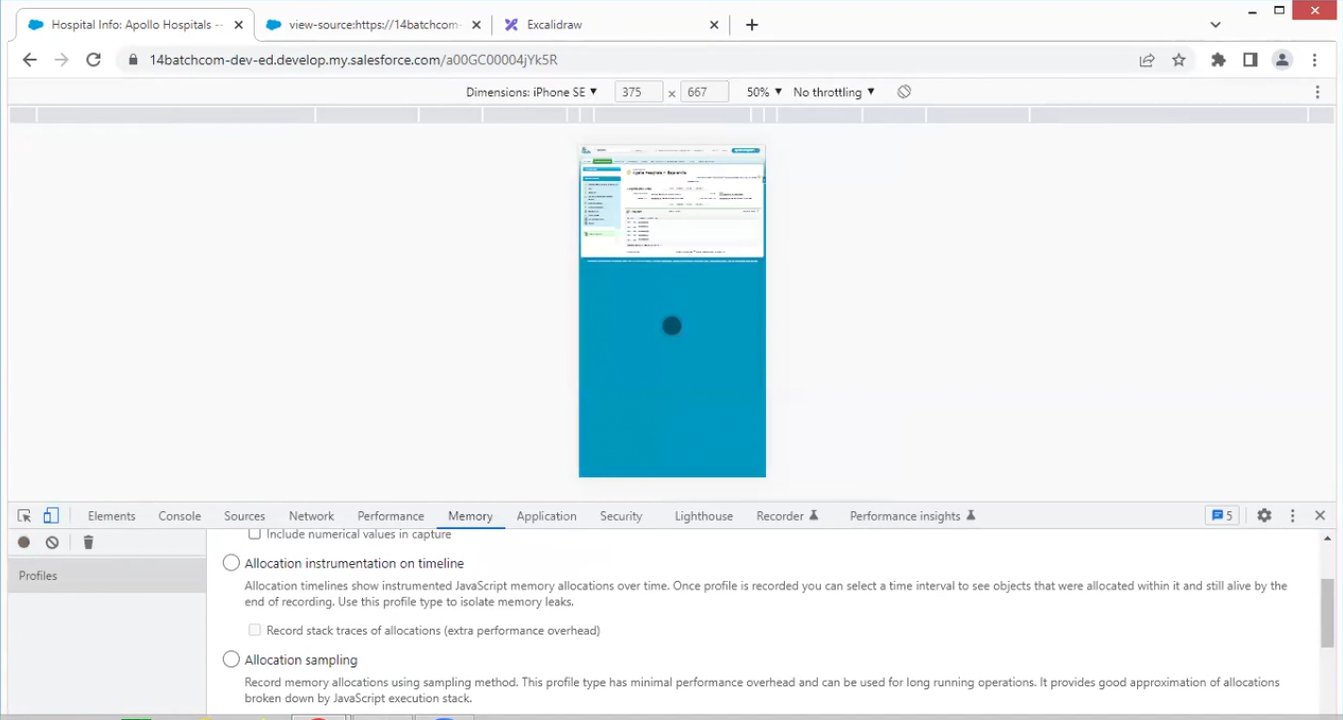 Hospital Info: Apollo Hospitals -
view-source:https://14batchcom-
Excalidraw
14batchcom-dev-ed.develop.my.salesforce.com/a00GC00004jYk5R
Dimensions: iPhone SE
375 x 667
50%
No throttling
Elements
Console
Sources
Network
Performance
Memory
Application
Security
Lighthouse
Recorder
Performance insights
5
Profiles
Include numerical values in capture
Allocation instrumentation on timeline
Allocation timelines show instrumented JavaScript memory allocations over time. Once profile is recorded you can select a time interval to see objects that were allocated within it and still alive by the
end of recording. Use this profile type to isolate memory leaks.
Record stack traces of allocations (extra performance overhead)
Allocation sampling
Record memory allocations using sampling method. This profile type has minimal performance overhead and can be used for long running operations. It provides good approximation of allocations
broken down by JavaScript execution stack.